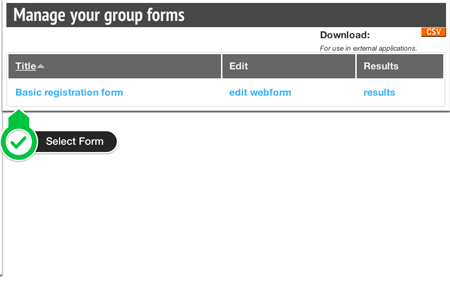 Manage your group forms
Download: CSV
For use in external applications.
Title Edit Results
Basic registration form edit webform results
Select Form